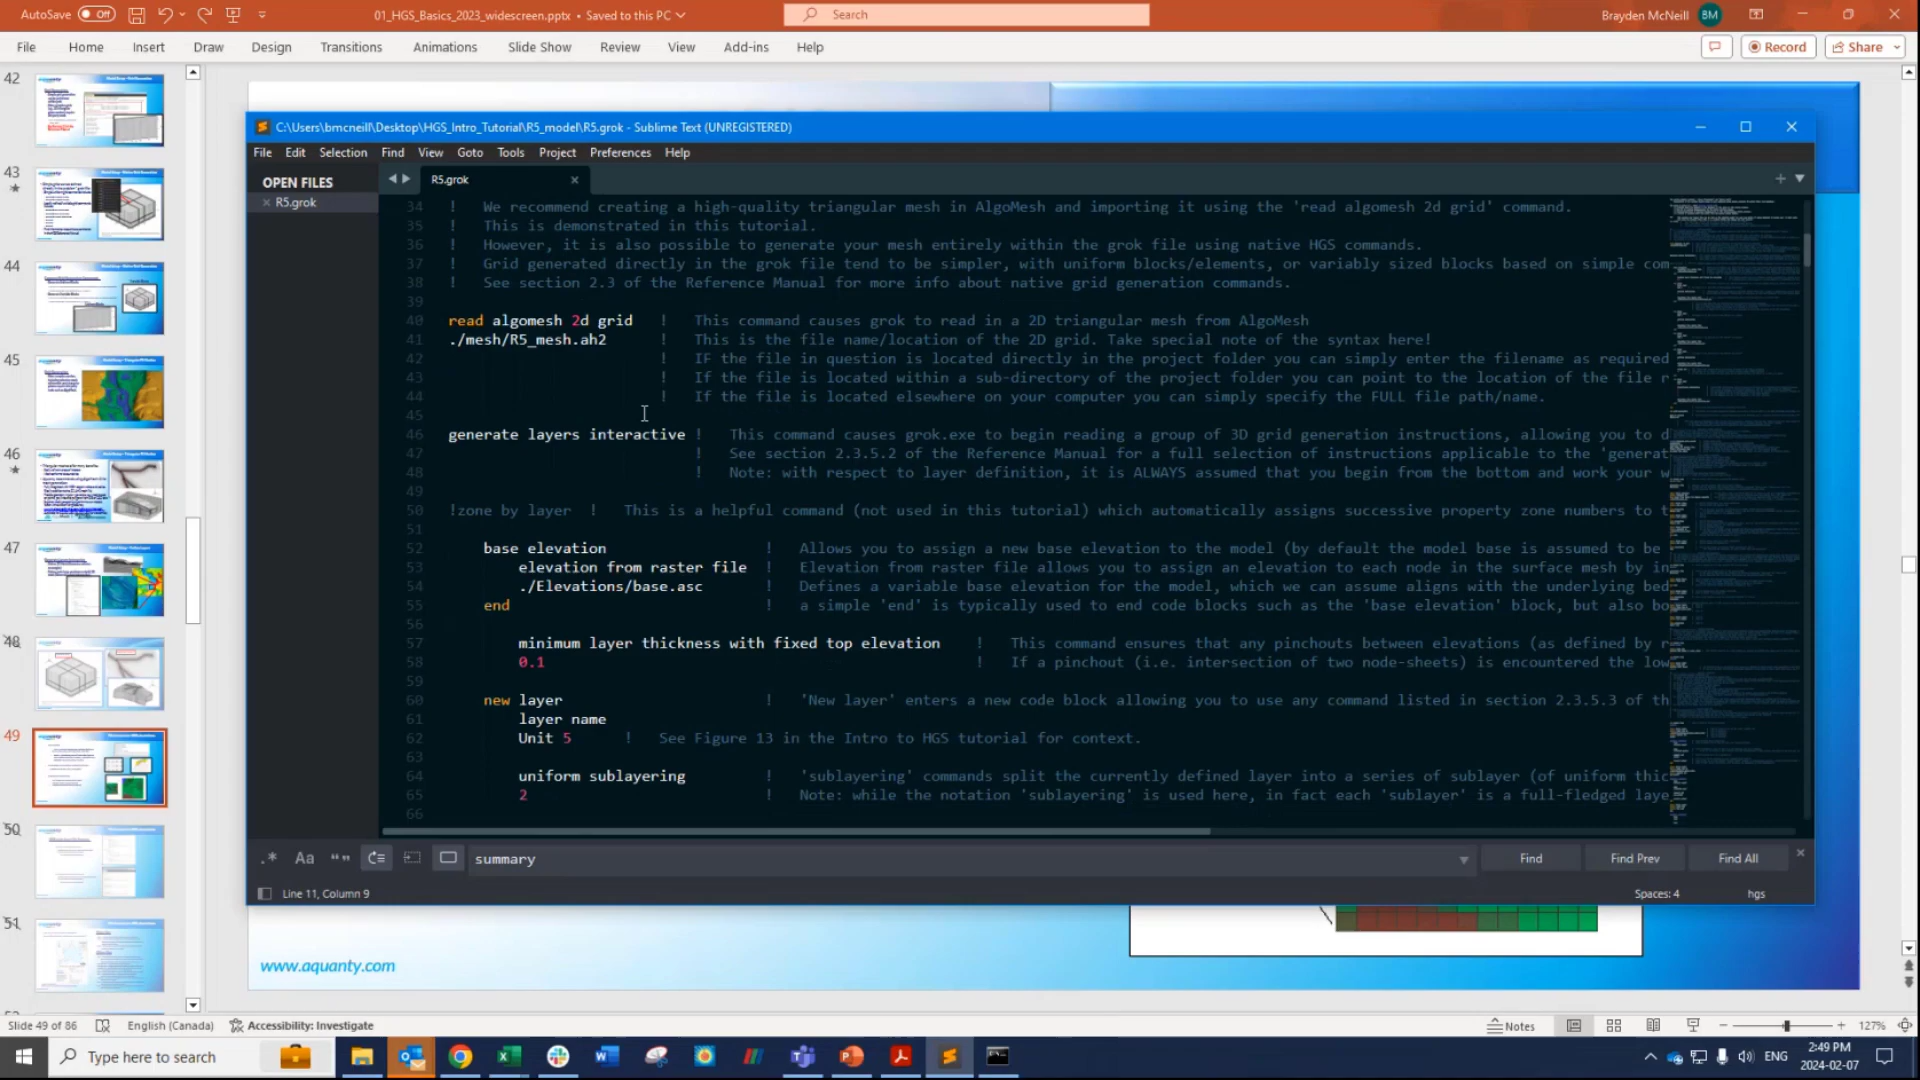 AutoSave Off
01_HGS_Basics_2023_widescreen.pptx • Saved to this PC
Search
Brayden McNeill BM
File Home Insert Draw Design Transitions Animations Slide Show Review View Add-ins Help
Record Share
42
43
44
45
46
47
48
49
50
51
C:\Users\bmcneill\Desktop\HGS_Intro_Tutorial\R5_model\R5.grok - Sublime Text (UNREGISTERED)
File Edit Selection Find View Goto Tools Project Preferences Help
OPEN FILES
R5.grok
R5.grok
34 ! We recommend creating a high-quality triangular mesh in AlgoMesh and importing it using the 'read algomesh 2d grid' command.
35 ! This is demonstrated in this tutorial.
36 ! However, it is also possible to generate your mesh entirely within the grok file using native HGS commands.
37 ! Grid generated directly in the grok file tend to be simpler, with uniform blocks/elements, or variably sized blocks based on simple com
38 ! See section 2.3 of the Reference Manual for more info about native grid generation commands.
39
40 read algomesh 2d grid ! This command causes grok to read in a 2D triangular mesh from AlgoMesh
41 ./mesh/R5_mesh.ah2 ! This is the file name/location of the 2D grid. Take special note of the syntax here!
42 ! IF the file in question is located directly in the project folder you can simply enter the filename as required
43 ! If the file is located within a sub-directory of the project folder you can point to the location of the file r
44 ! If the file is located elsewhere on your computer you can simply specify the FULL file path/name.
45
46 generate layers interactive ! This command causes grok.exe to begin reading a group of 3D grid generation instructions, allowing you to d
47 ! See section 2.3.5.2 of the Reference Manual for a full selection of instructions applicable to the 'generat
48 ! Note: with respect to layer definition, it is ALWAYS assumed that you begin from the bottom and work your w
49
50 !zone by layer ! This is a helpful command (not used in this tutorial) which automatically assigns successive property zone numbers to t
51
52 base elevation ! Allows you to assign a new base elevation to the model (by default the model base is assumed to be
53 elevation from raster file ! Elevation from raster file allows you to assign an elevation to each node in the surface mesh by in
54 ./Elevations/base.asc ! Defines a variable base elevation for the model, which we can assume aligns with the underlying bed
55 end ! a simple 'end' is typically used to end code blocks such as the 'base elevation' block, but also bo
56
57 minimum layer thickness with fixed top elevation ! This command ensures that any pinchouts between elevations (as defined by r
58 0.1 ! If a pinchout (i.e. intersection of two node-sheets) is encountered the low
59
60 new layer ! 'New layer' enters a new code block allowing you to use any command listed in section 2.3.5.3 of th
61 layer name
62 Unit 5 ! See Figure 13 in the Intro to HGS tutorial for context.
63
64 uniform sublayering ! 'sublayering' commands split the currently defined layer into a series of sublayer (of uniform thic
65 2 ! Note: while the notation 'sublayering' is used here, in fact each 'sublayer' is a full-fledged laye
66
.* Aa “” summary Find Find Prev Find All
Line 11, Column 9 Spaces: 4 hgs
www.aquanty.com
Slide 49 of 86 English (Canada) Accessibility: Investigate Notes 127%
Type here to search
ENG
2:49 PM
2024-02-07